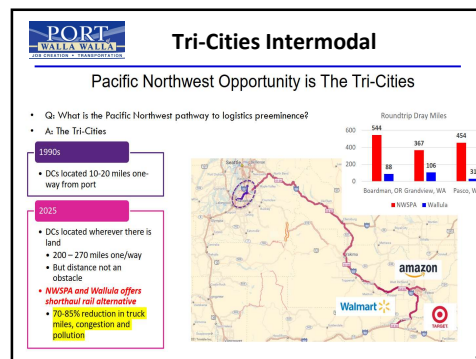 PORT
OF
WALLA WALLA
JOB CREATION • TRANSPORTATION
Tri-Cities Intermodal
Pacific Northwest Opportunity is The Tri-Cities
• Q: What is the Pacific Northwest pathway to logistics preeminence?
• A: The Tri-Cities
1990s
• DCs located 10-20 miles one-
way from port
2025
• DCs located wherever there is
land
• 200 – 270 miles one/way
• But distance not an
obstacle
• NWSPA and Wallula offers
shorthaul rail alternative
• 70-85% reduction in truck
miles, congestion and
pollution
Roundtrip Dray Miles
600
400
200
0
544
88
367
106
454
31
Boardman, OR
Grandview, WA
Pasco, W
NWSPA
Wallula
Seattle
amazon
Walmart
TARGET